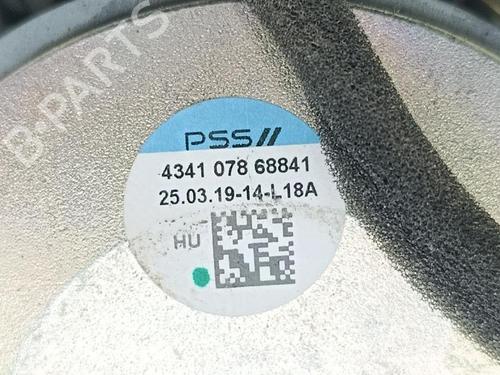 B-PARTS
PSS//
4341 078 68841
25.03.19-14-L18A
HU